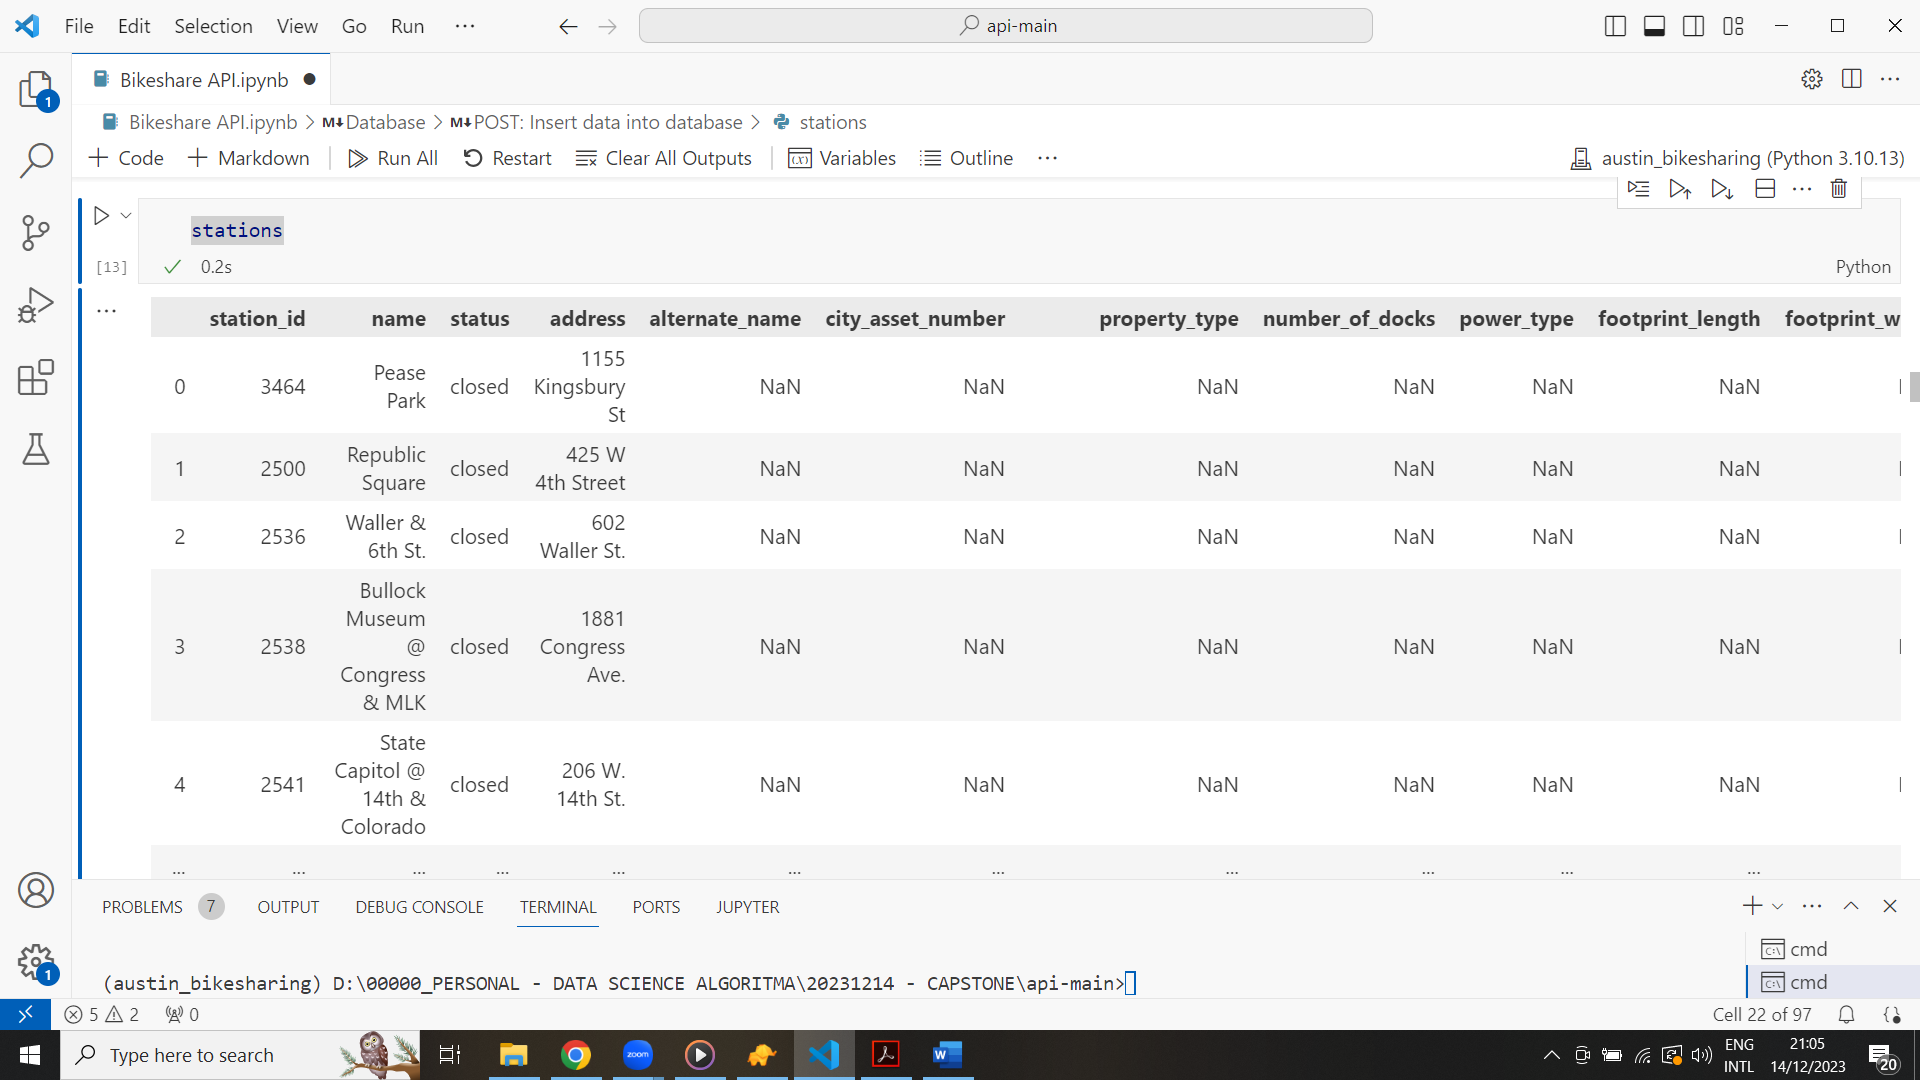 File Edit Selection View Go Run ···
api-main
1
Bikeshare API.ipynb
Bikeshare API.ipynb > Database > POST: Insert data into database > stations
+ Code + Markdown Run All Restart Clear All Outputs Variables Outline ···
austin_bikesharing (Python 3.10.13)
stations
[13] 0.2s Python
station_id name status address alternate_name city_asset_number property_type number_of_docks power_type footprint_length footprint_w
0 3464 Pease closed 1155 NaN NaN NaN NaN NaN NaN
Park Kingsbury
St
1 2500 Republic closed 425 W NaN NaN NaN NaN NaN NaN
Square 4th Street
2 2536 Waller & closed 602 NaN NaN NaN NaN NaN NaN
6th St. Waller St.
3 2538 Bullock closed 1881 NaN NaN NaN NaN NaN NaN
Museum Congress
@ Ave.
Congress
& MLK
4 2541 State closed 206 W. NaN NaN NaN NaN NaN NaN
Capitol @ 14th St.
14th &
Colorado
... ... ... ... ... ... ... ... ... ... ...
PROBLEMS 7 OUTPUT DEBUG CONSOLE TERMINAL PORTS JUPYTER
cmd
cmd
(austin_bikesharing) D:\00000_PERSONAL - DATA SCIENCE ALGORITMA\20231214 - CAPSTONE\api-main>
1
5 2 0
Cell 22 of 97
Type here to search
zoom
ENG
INTL
21:05
14/12/2023
20